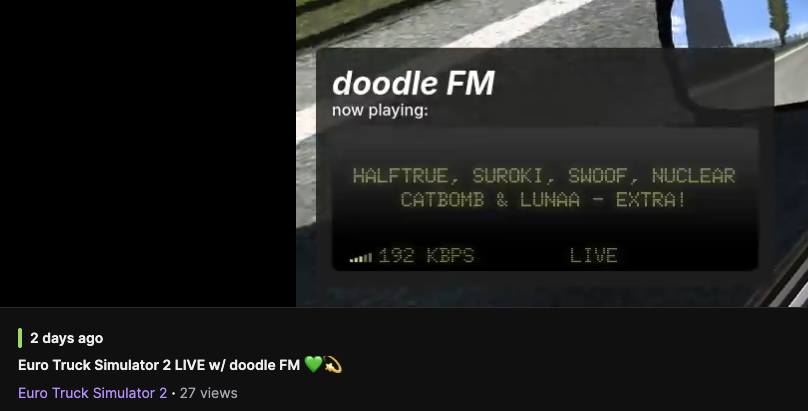 doodle FM
now playing:
HALFTRUE, SUROKI, SWOOF, NUCLEAR
CATBOMB & LUNAA - EXTRA!
192 KBPS LIVE
2 days ago
Euro Truck Simulator 2 LIVE w/ doodle FM 💚💫
Euro Truck Simulator 2 • 27 views